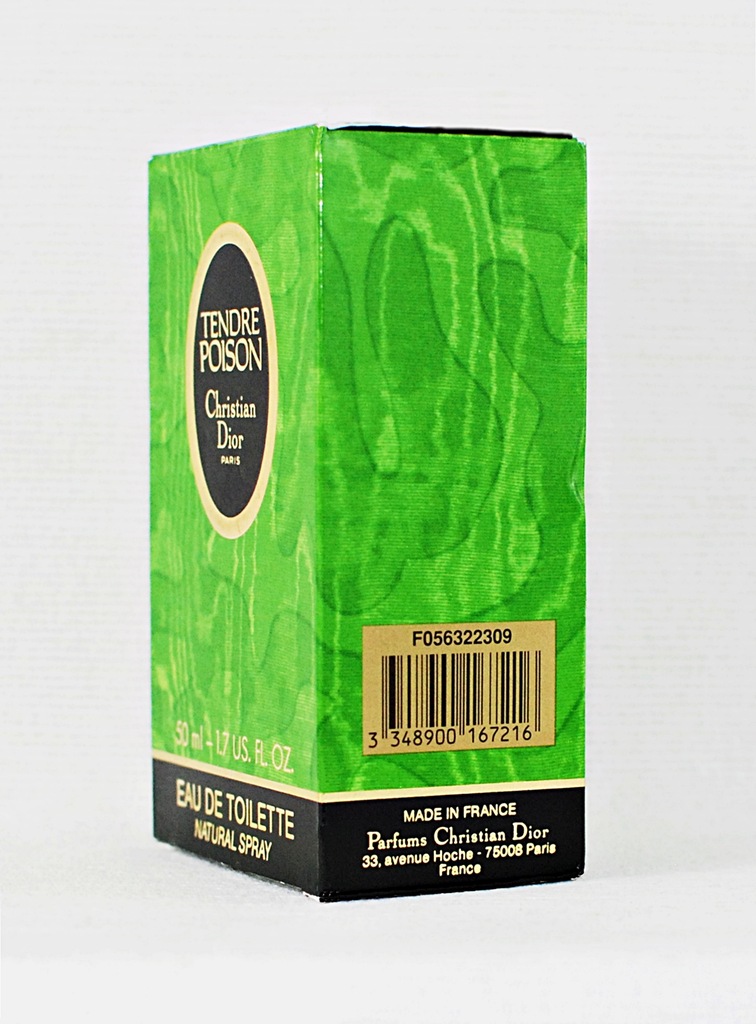 TENDRE
POISON
Christian
Dior
PARIS
50 ml - 1.7 US. FL. OZ.
EAU DE TOILETTE
NATURAL SPRAY
F056322309
3 348900 167216
MADE IN FRANCE
Parfums Christian Dior
33, avenue Hoche - 75008 Paris
France